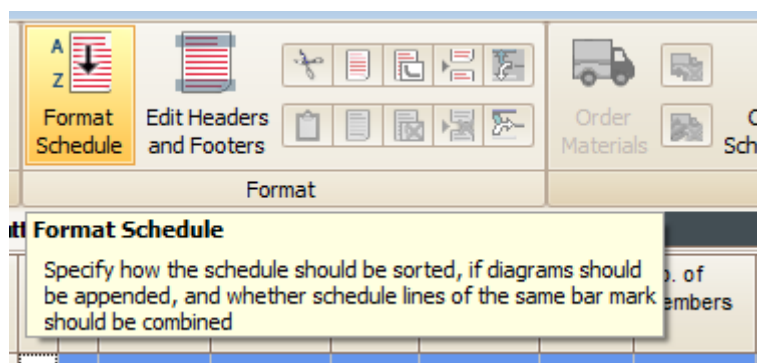 A
Z
Format
Schedule
Edit Headers
and Footers
Order
Materials
Sch
Format
Format Schedule
Specify how the schedule should be sorted, if diagrams should
be appended, and whether schedule lines of the same bar mark
should be combined
of
embers